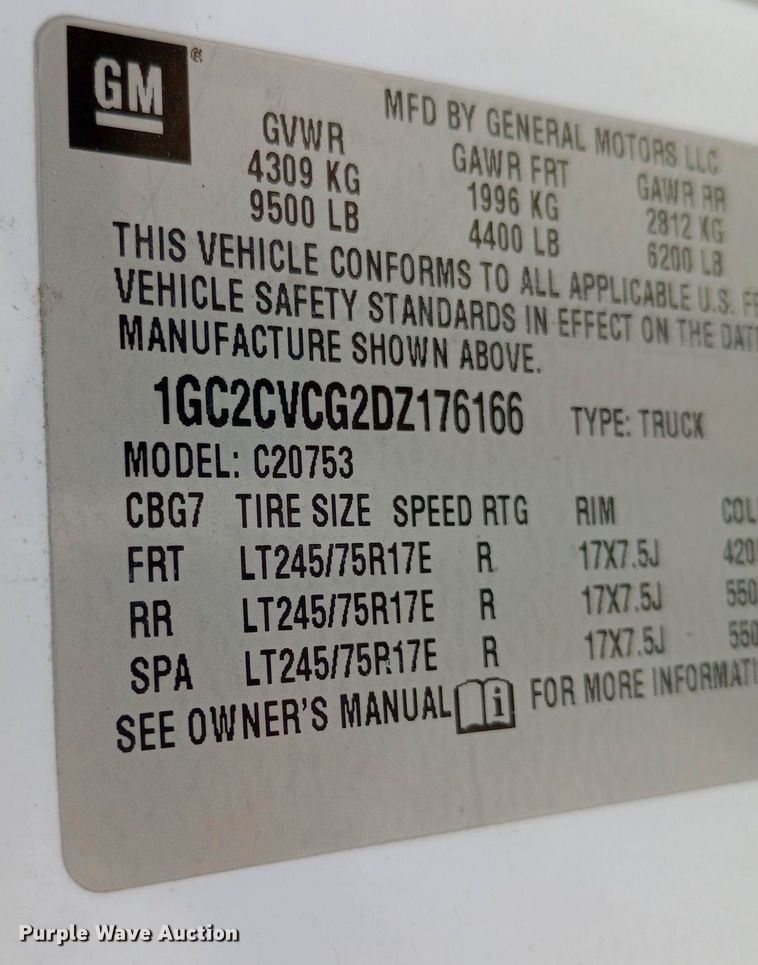 GM ®
MFD BY GENERAL MOTORS LLC
GVWR GAWR FRT GAWR RR
4309 KG 1996 KG 2812 KG
9500 LB 4400 LB 6200 LB
THIS VEHICLE CONFORMS TO ALL APPLICABLE U.S.
VEHICLE SAFETY STANDARDS IN EFFECT ON THE
MANUFACTURE SHOWN ABOVE.
1GC2CVCG2DZ176166 TYPE: TRUCK
MODEL: C20753
CBG7 TIRE SIZE SPEED RTG RIM
FRT LT245/75R17E R 17X7.5J
RR LT245/75R17E R 17X7.5J
SPA LT245/75R17E R 17X7.5J
SEE OWNER'S MANUAL i FOR MORE
Purple Wave Auction